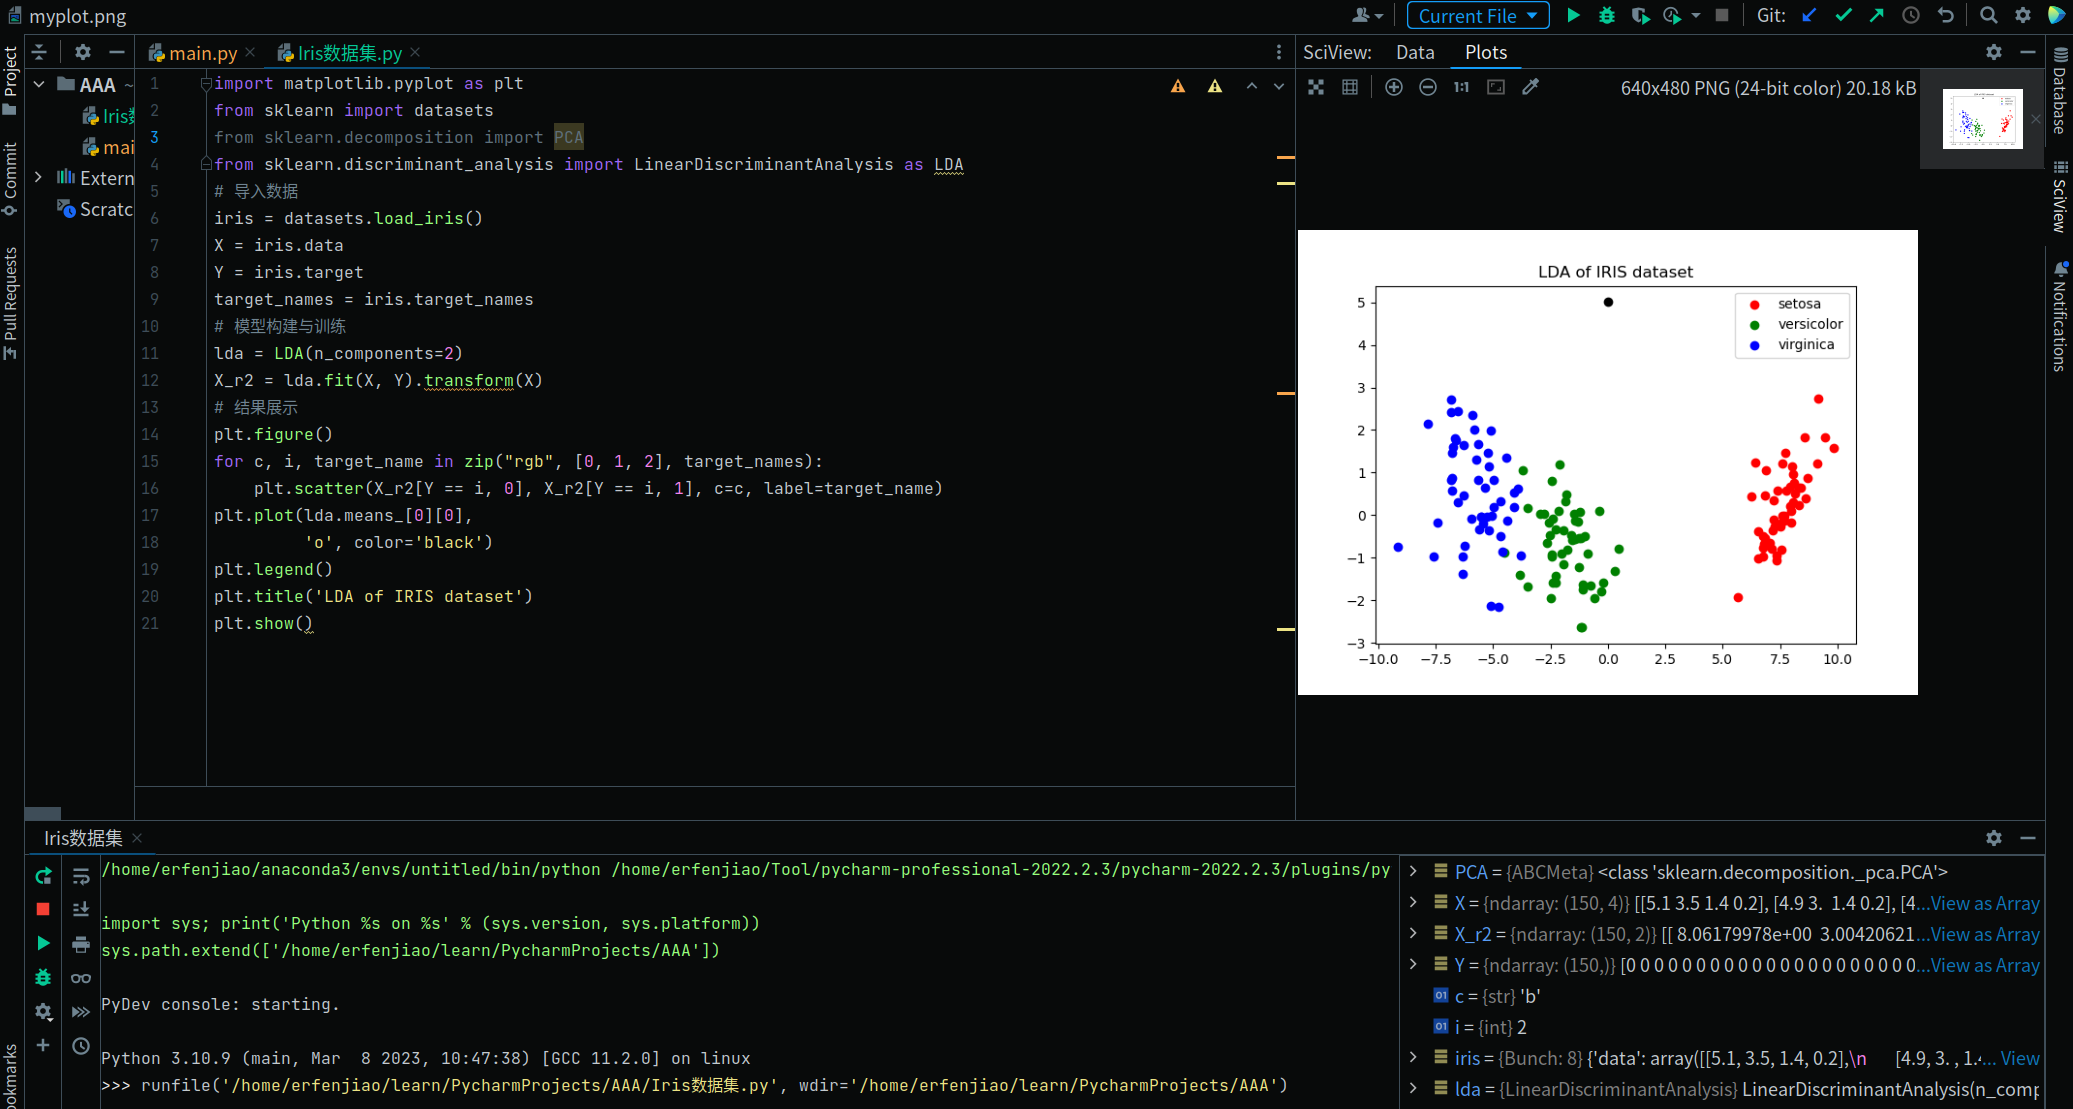 myplot.png
Current File
Git:
Project
Commit
Pull Requests
ookmarks
AAA ~
Iris
mai
Extern
Scratc
main.py
Iris数据集.py
1 import matplotlib.pyplot as plt
2 from sklearn import datasets
3 from sklearn.decomposition import PCA
4 from sklearn.discriminant_analysis import LinearDiscriminantAnalysis as LDA
5 # 导入数据
6 iris = datasets.load_iris()
7 X = iris.data
8 Y = iris.target
9 target_names = iris.target_names
10 # 模型构建与训练
11 lda = LDA(n_components=2)
12 X_r2 = lda.fit(X, Y).transform(X)
13 # 结果展示
14 plt.figure()
15 for c, i, target_name in zip("rgb", [0, 1, 2], target_names):
16     plt.scatter(X_r2[Y == i, 0], X_r2[Y == i, 1], c=c, label=target_name)
17 plt.plot(lda.means_[0][0],
18          'o', color='black')
19 plt.legend()
20 plt.title('LDA of IRIS dataset')
21 plt.show()
SciView: Data Plots
1:1
640x480 PNG (24-bit color) 20.18 kB
LDA of IRIS dataset
setosa
versicolor
virginica
5
4
3
2
1
0
−1
−2
−3
−10.0 −7.5 −5.0 −2.5 0.0 2.5 5.0 7.5 10.0
Database
SciView
Notifications
Iris数据集
/home/erfenjiao/anaconda3/envs/untitled/bin/python /home/erfenjiao/Tool/pycharm-professional-2022.2.3/pycharm-2022.2.3/plugins/py
import sys; print('Python %s on %s' % (sys.version, sys.platform))
sys.path.extend(['/home/erfenjiao/learn/PycharmProjects/AAA'])
PyDev console: starting.
Python 3.10.9 (main, Mar  8 2023, 10:47:38) [GCC 11.2.0] on linux
>>> runfile('/home/erfenjiao/learn/PycharmProjects/AAA/Iris数据集.py', wdir='/home/erfenjiao/learn/PycharmProjects/AAA')
PCA = {ABCMeta} <class 'sklearn.decomposition._pca.PCA'>
X = {ndarray: (150, 4)} [[5.1 3.5 1.4 0.2], [4.9 3.  1.4 0.2], [4...View as Array
X_r2 = {ndarray: (150, 2)} [[ 8.06179978e+00  3.00420621...View as Array
Y = {ndarray: (150,)} [0 0 0 0 0 0 0 0 0 0 0 0 0 0 0 0 0 0 0 0 0...View as Array
01 c = {str} 'b'
01 i = {int} 2
iris = {Bunch: 8} {'data': array([[5.1, 3.5, 1.4, 0.2],\n      [4.9, 3. , 1.4... View
lda = {LinearDiscriminantAnalysis} LinearDiscriminantAnalysis(n_comp